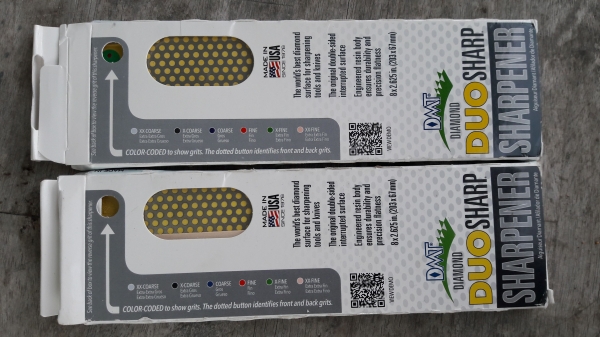 XX COARSE
X COARSE
COARSE
FINE
X FINE
XX FINE
COLOR-CODED to show grits. The dotted button identifies front and back grits.
MADE IN
USA
SINCE 1976
The world's best diamond
surface for sharpening
tools and knives
The original double-sided
interrupted surface
Engineered resin body
ensures durability and
precision flatness
8 x 2.625 in. (203 x 67 mm)
VIEW DEMO
DMT
DIAMOND
DUOSHARP
SHARPENER
XX COARSE
X COARSE
COARSE
FINE
X FINE
XX FINE
COLOR-CODED to show grits. The dotted button identifies front and back grits.
MADE IN
USA
SINCE 1976
The world's best diamond
surface for sharpening
tools and knives
The original double-sided
interrupted surface
Engineered resin body
ensures durability and
precision flatness
8 x 2.625 in. (203 x 67 mm)
VIEW DEMO
DMT
DIAMOND
DUOSHARP
SHARPENER